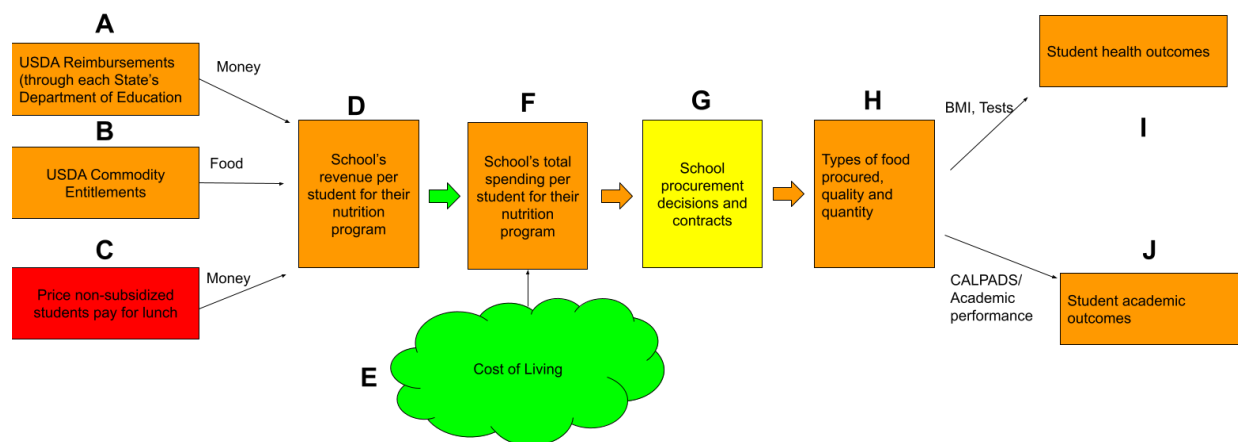 A
USDA Reimbursements
(through each State's
Department of Education
Money
B
USDA Commodity
Entitlements
Food
C
Price non-subsidized
students pay for lunch
Money
D
School's
revenue per
student for their
nutrition
program
F
School's total
spending per
student for their
nutrition
program
E
Cost of Living
G
School
procurement
decisions and
contracts
H
Types of food
procured,
quality and
quantity
BMI, Tests
Student health outcomes
I
CALPADS/
Academic
performance
J
Student academic
outcomes